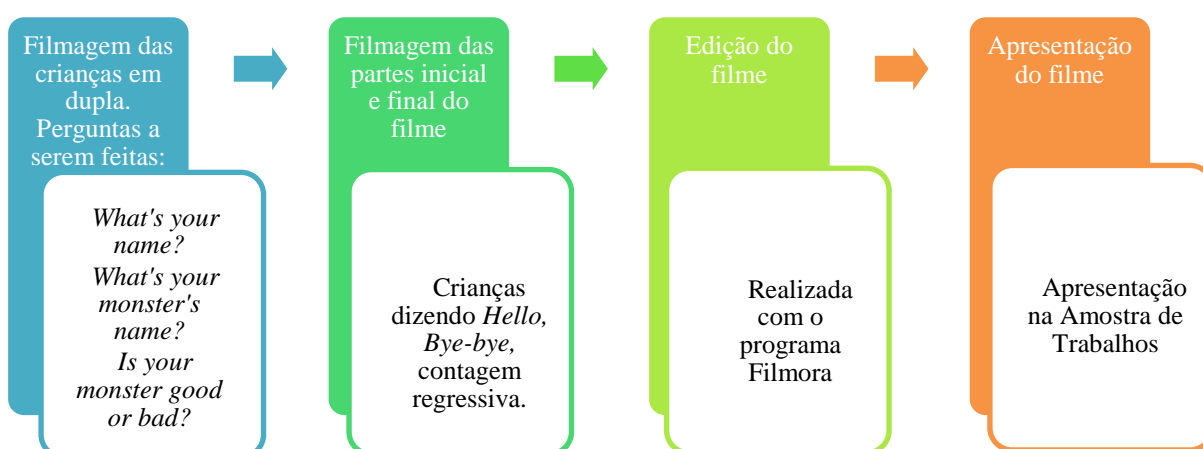 Filmagem das
crianças em
dupla.
Perguntas a
serem feitas:
What's your
name?
What's your
monster's
name?
Is your
monster good
or bad?
Filmagem das
partes inicial
e final do
filme
Crianças
dizendo Hello,
Bye-bye,
contagem
regressiva.
Edição do
filme
Realizada
com o
programa
Filmora
Apresentação
do filme
Apresentação
na Amostra de
Trabalhos